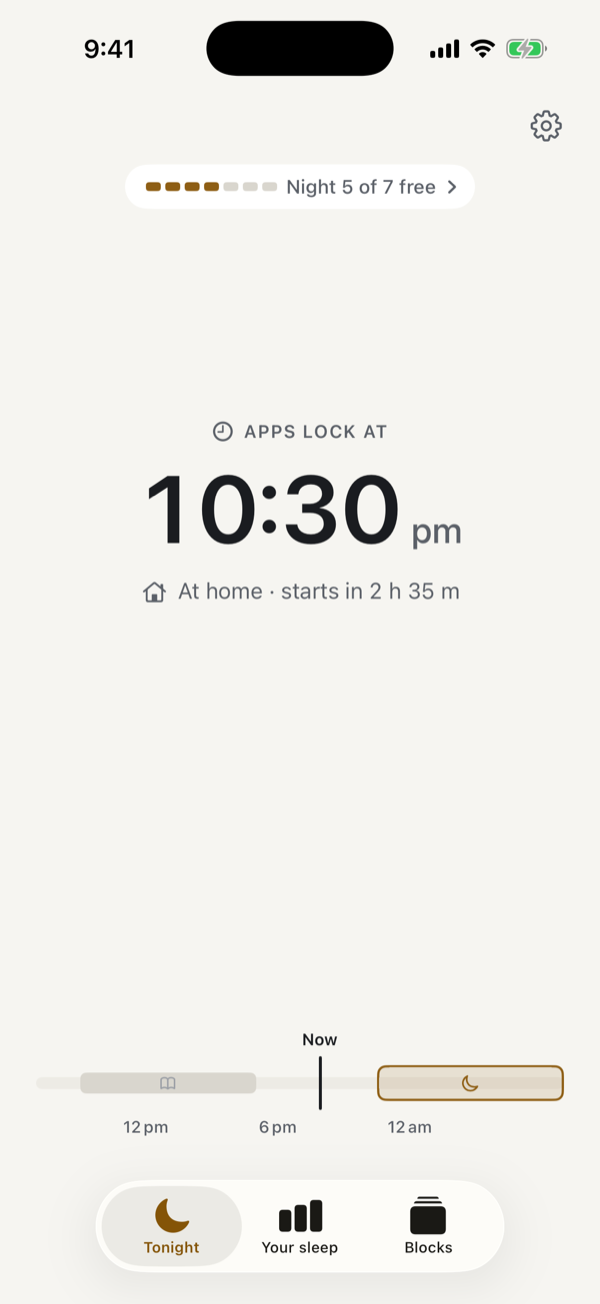 9:41
Night 5 of 7 free
APPS LOCK AT
10:30 pm
At home · starts in 2 h 35 m
Now
12 pm 6 pm 12 am
Tonight Your sleep Blocks